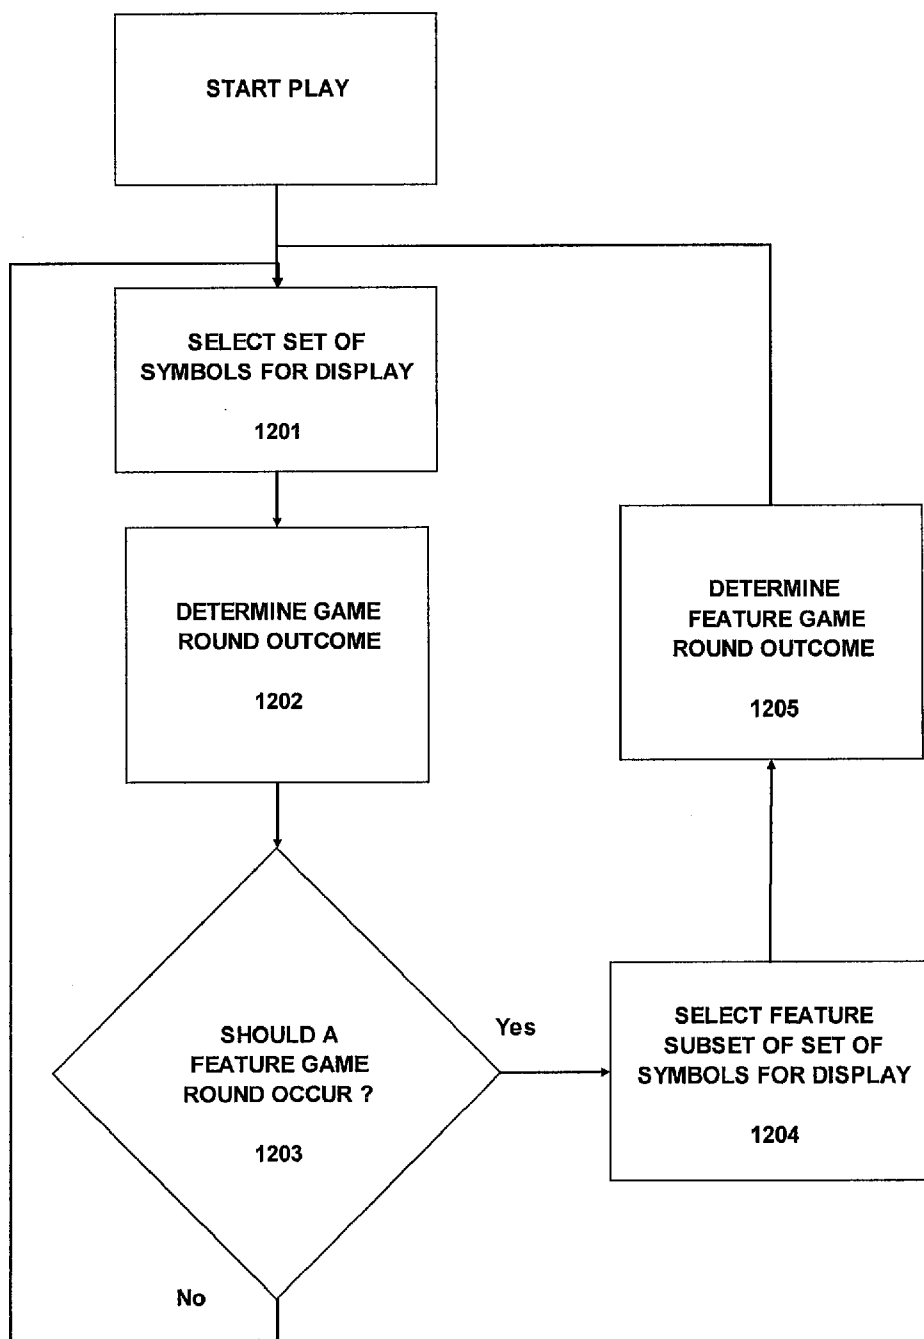 START PLAY
SELECT SET OF
SYMBOLS FOR DISPLAY
1201
DETERMINE GAME
ROUND OUTCOME
1202
SHOULD A
FEATURE GAME
ROUND OCCUR ?
1203
Yes
SELECT FEATURE
SUBSET OF SET OF
SYMBOLS FOR DISPLAY
1204
DETERMINE
FEATURE GAME
ROUND OUTCOME
1205
No